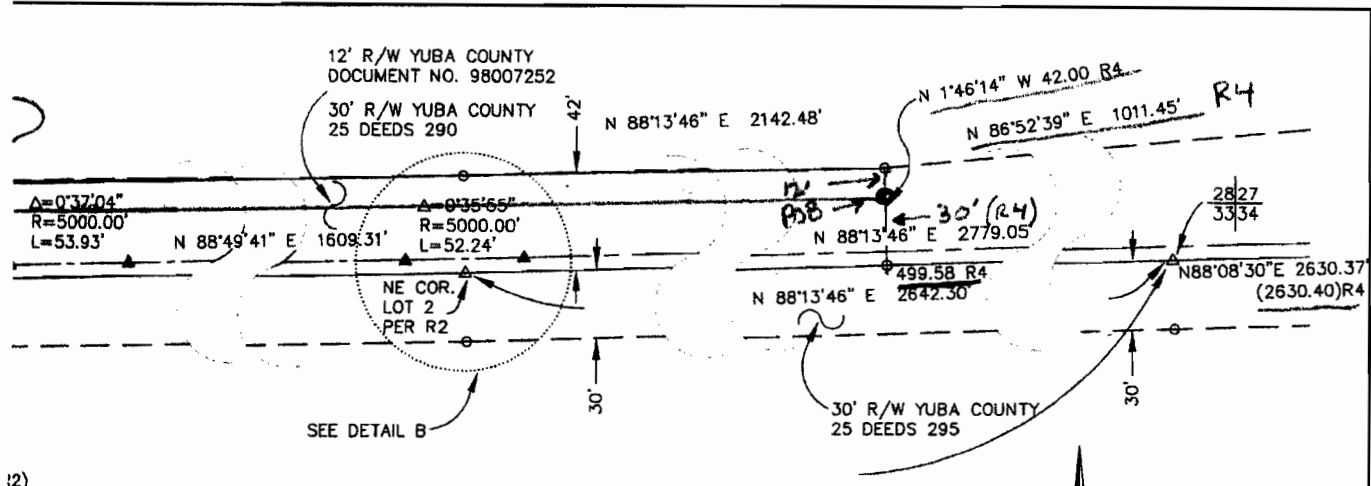 12' R/W YUBA COUNTY
DOCUMENT NO. 98007252
30' R/W YUBA COUNTY
25 DEEDS 290
42'
N 88°13'46" E 2142.48'
N 1°46'14" W 42.00 R4
N 86°52'39" E 1011.45' R4
Δ=0°37'04"
R=5000.00'
L=53.93'
N 88°49'41" E 1609.31'
Δ=0°35'55"
R=5000.00'
L=52.24'
12'
POB
30' (R4)
N 88°13'46" E 2779.05'
28 27
33 34
NE COR.
LOT 2
PER R2
499.58 R4
N 88°13'46" E 2642.30'
N88°08'30"E 2630.37'
(2630.40)R4
30'
30'
SEE DETAIL B
30' R/W YUBA COUNTY
25 DEEDS 295
2)